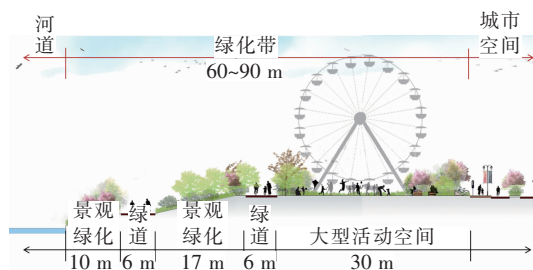 河道
绿化带
城市空间
60~90 m
景观绿化
绿道
景观绿化
绿道
大型活动空间
10 m
6 m
17 m
6 m
30 m